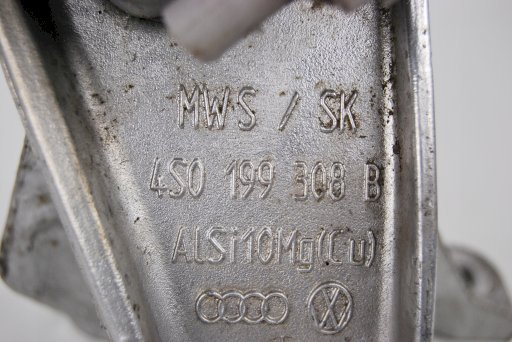 MWS / SK
4S0 199 308 B
AlSi10Mg(Cu)